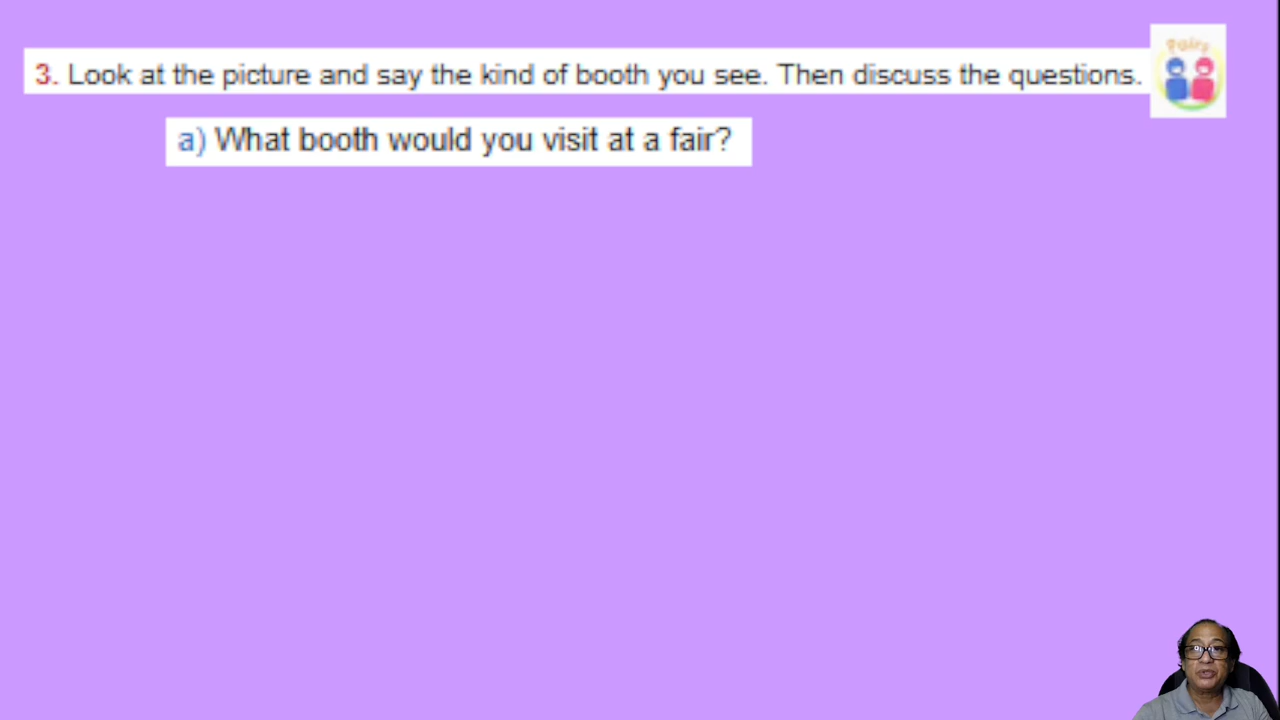 3. Look at the picture and say the kind of booth you see. Then discuss the questions.
Pairs
a) What booth would you visit at a fair?